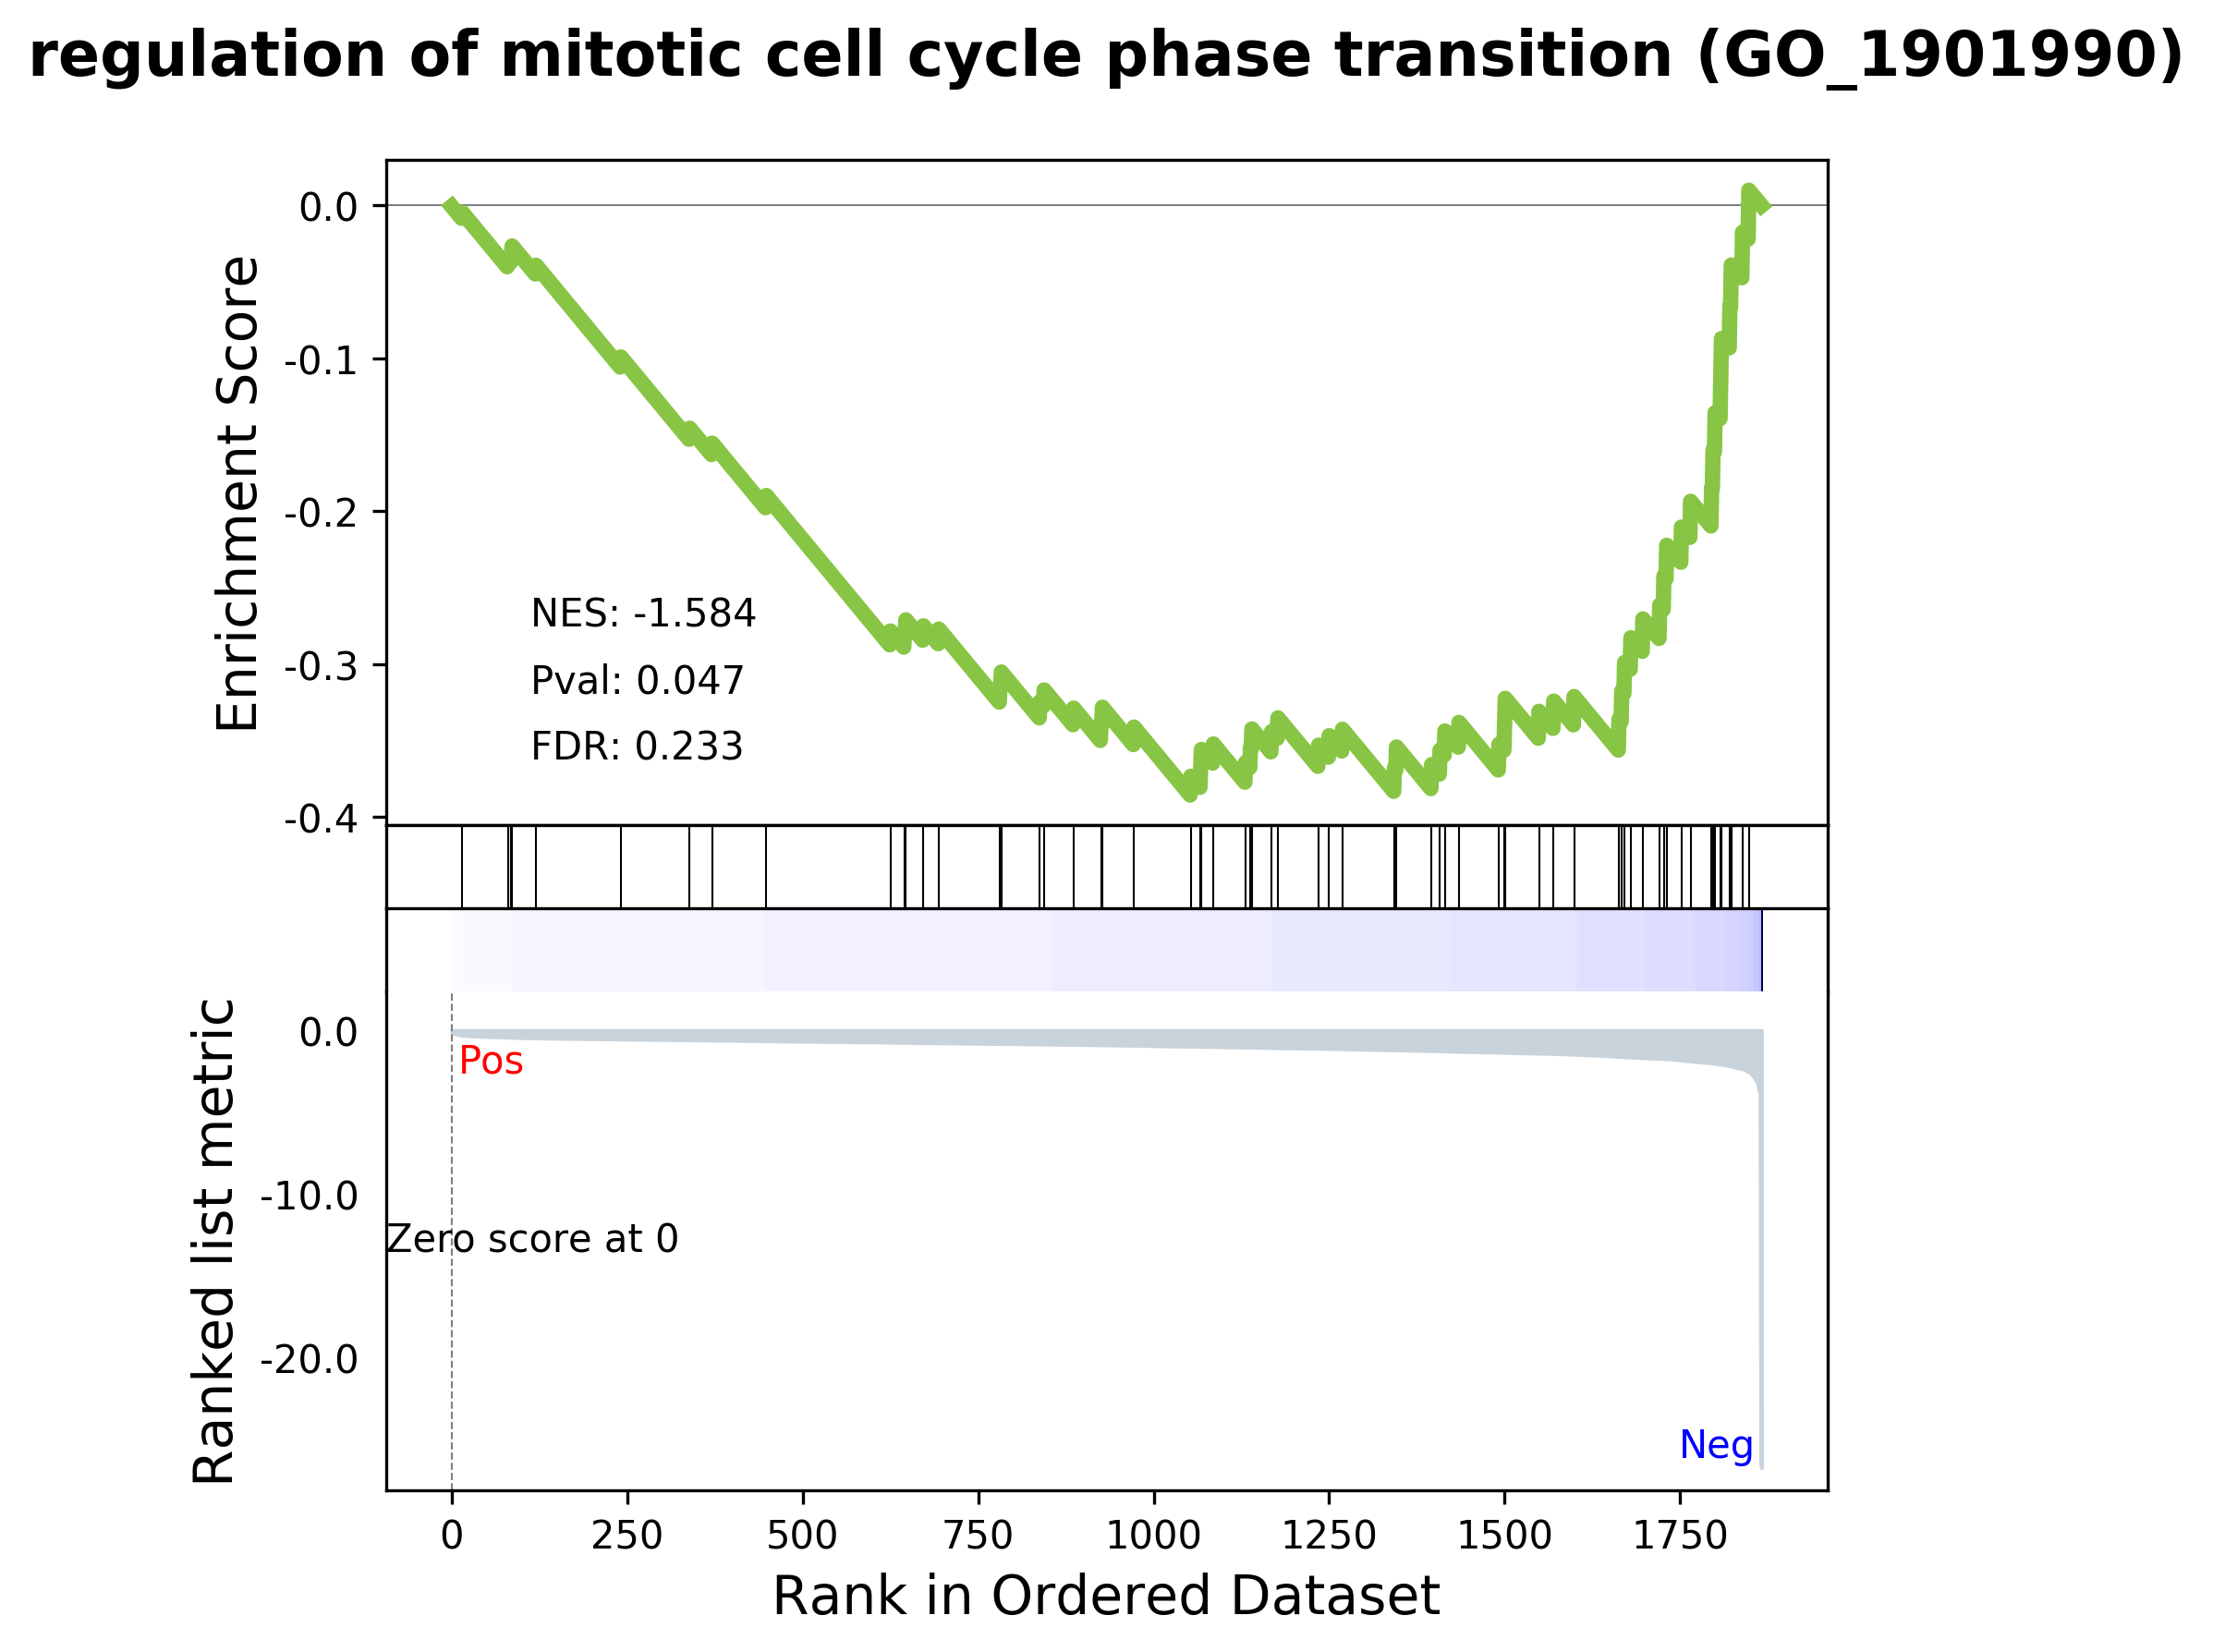 regulation of mitotic cell cycle phase transition (GO_1901990)
Enrichment Score
0.0
-0.1
-0.2
-0.3
-0.4
NES: -1.584
Pval: 0.047
FDR: 0.233
Ranked list metric
0.0
-10.0
-20.0
Pos
Zero score at 0
Neg
0 250 500 750 1000 1250 1500 1750
Rank in Ordered Dataset